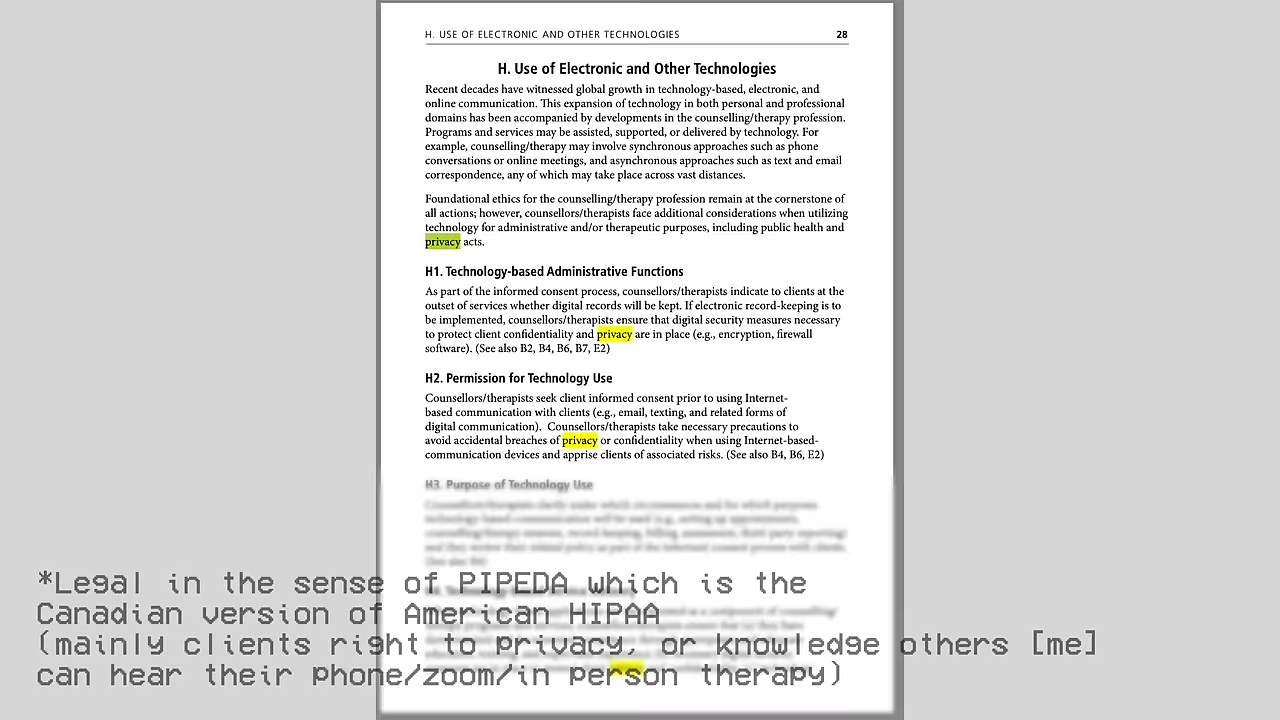 H. USE OF ELECTRONIC AND OTHER TECHNOLOGIES 28
H. Use of Electronic and Other Technologies
Recent decades have witnessed global growth in technology-based, electronic, and
online communication. This expansion of technology in both personal and professional
domains has been accompanied by developments in the counselling/therapy profession.
Programs and services may be assisted, supported, or delivered by technology. For
example, counselling/therapy may involve synchronous approaches such as phone
conversations or online meetings, and asynchronous approaches such as text and email
correspondence, any of which may take place across vast distances.
Foundational ethics for the counselling/therapy profession remain at the cornerstone of
all actions; however, counsellors/therapists face additional considerations when utilizing
technology for administrative and/or therapeutic purposes, including public health and
privacy acts.
H1. Technology-based Administrative Functions
As part of the informed consent process, counsellors/therapists indicate to clients at the
outset of services whether digital records will be kept. If electronic record-keeping is to
be implemented, counsellors/therapists ensure that digital security measures necessary
to protect client confidentiality and privacy are in place (e.g., encryption, firewall
software). (See also B2, B4, B6, B7, E2)
H2. Permission for Technology Use
Counsellors/therapists seek client informed consent prior to using Internet-
based communication with clients (e.g., email, texting, and related forms of
digital communication). Counsellors/therapists take necessary precautions to
avoid accidental breaches of privacy or confidentiality when using Internet-based-
communication devices and apprise clients of associated risks. (See also B4, B6, E2)
H3. Purpose of Technology Use
*Legal in the sense of PIPEDA which is the
Canadian version of American HIPAA
(mainly clients right to privacy, or knowledge others [me]
can hear their phone/zoom/in person therapy)